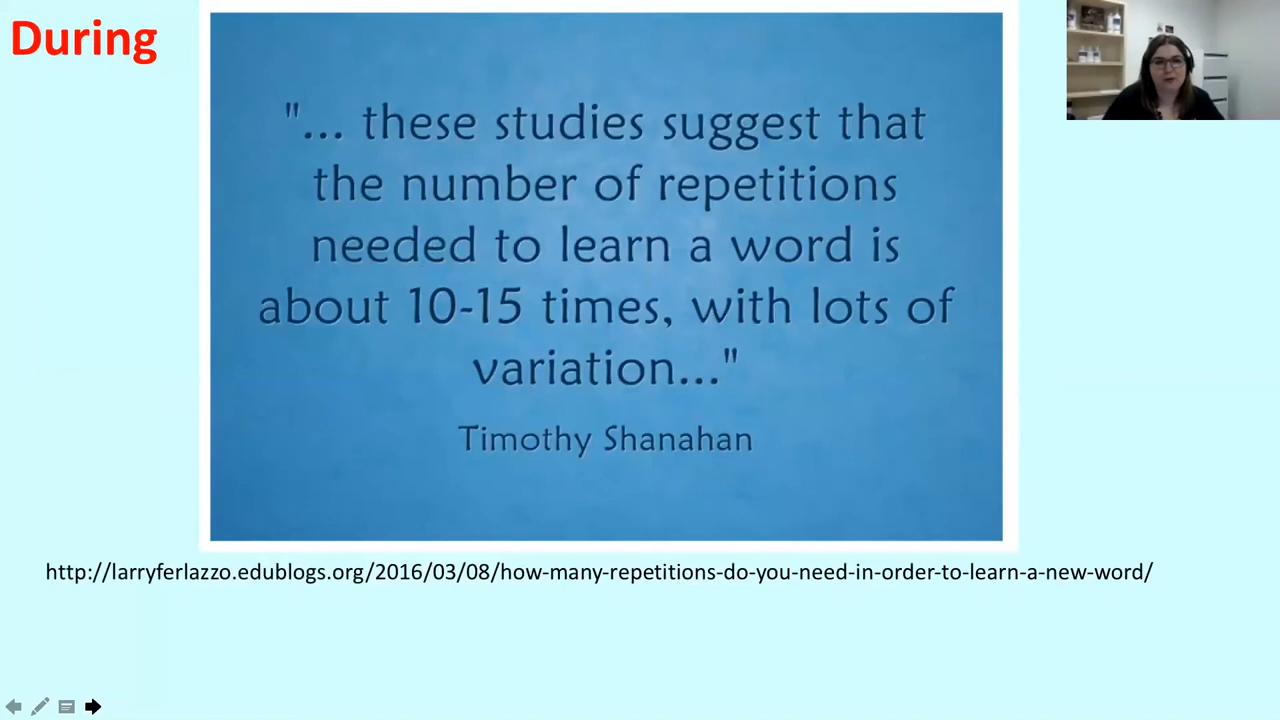 During
"... these studies suggest that
the number of repetitions
needed to learn a word is
about 10-15 times, with lots of
variation..."
Timothy Shanahan
http://larryferlazzo.edublogs.org/2016/03/08/how-many-repetitions-do-you-need-in-order-to-learn-a-new-word/